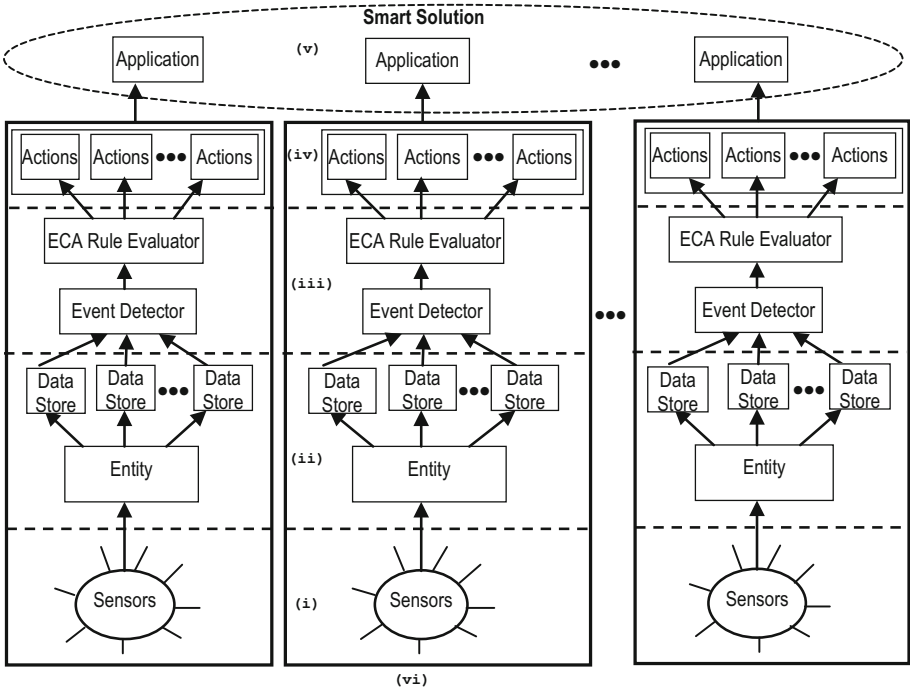 Smart Solution
Application
(v)
Application
●●●
Application
Actions
Actions
●●●
Actions
(iv)
Actions
Actions
●●●
Actions
Actions
Actions
●●●
Actions
ECA Rule Evaluator
ECA Rule Evaluator
ECA Rule Evaluator
(iii)
Event Detector
Event Detector
●●●
Event Detector
Data
Store
Data
Store
●●●
Data
Store
Data
Store
Data
Store
●●●
Data
Store
Data
Store
Data
Store
●●●
Data
Store
Entity
(ii)
Entity
Entity
Sensors
(i)
Sensors
Sensors
(vi)